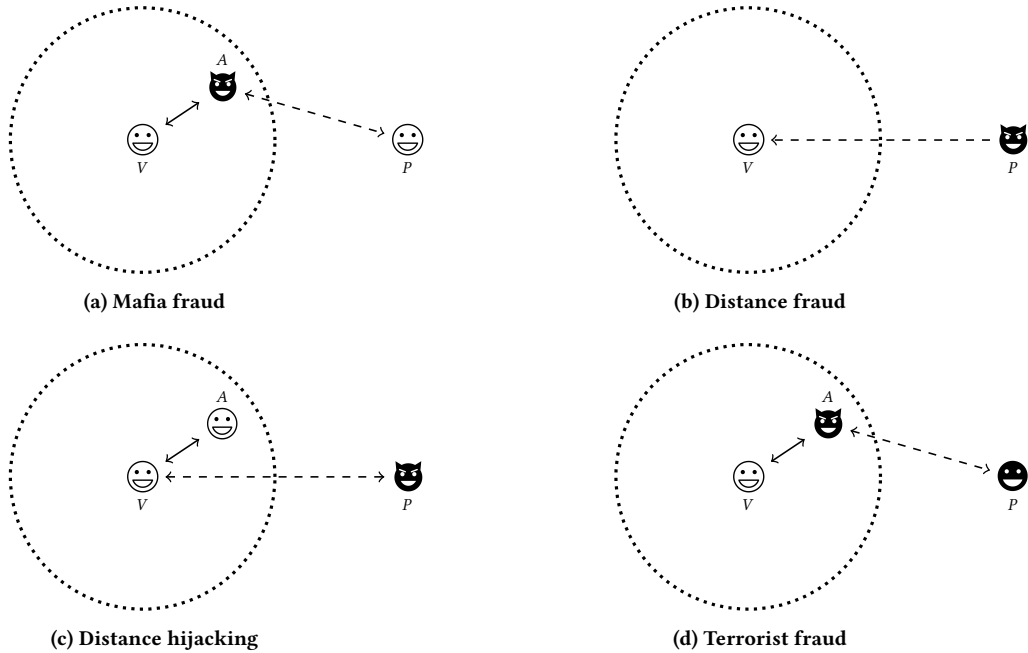 A
V
P
(a) Mafia fraud
V
P
(b) Distance fraud
A
V
P
(c) Distance hijacking
A
V
P
(d) Terrorist fraud